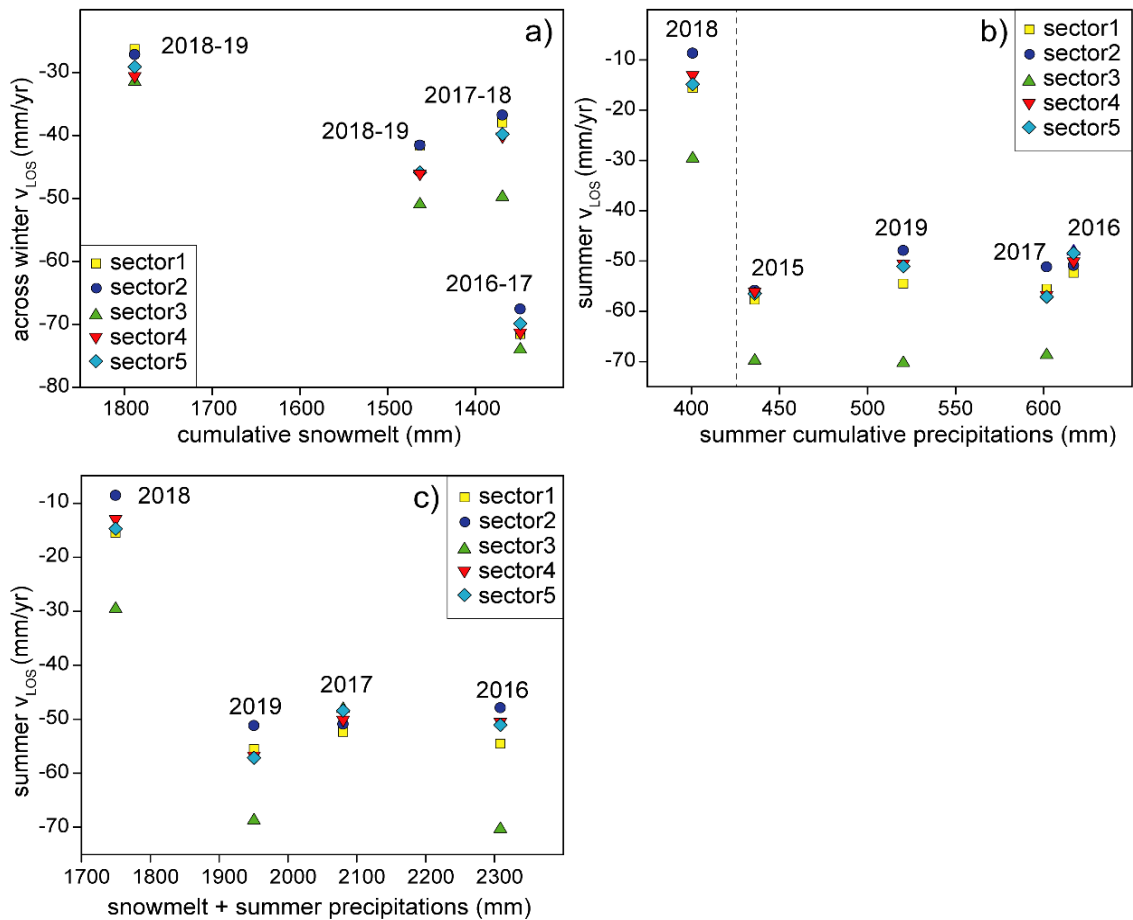 a)
2018-19
2017-18
2018-19
2016-17
sector1
sector2
sector3
sector4
sector5
-30
-40
-50
-60
-70
-80
across winter vLOS (mm/yr)
1800 1700 1600 1500 1400
cumulative snowmelt (mm)
b)
2018
2015
2019
2017
2016
sector1
sector2
sector3
sector4
sector5
-10
-20
-30
-40
-50
-60
-70
summer vLOS (mm/yr)
400 450 500 550 600
summer cumulative precipitations (mm)
c)
2018
2019
2017
2016
sector1
sector2
sector3
sector4
sector5
-10
-20
-30
-40
-50
-60
-70
summer vLOS (mm/yr)
1700 1800 1900 2000 2100 2200 2300
snowmelt + summer precipitations (mm)